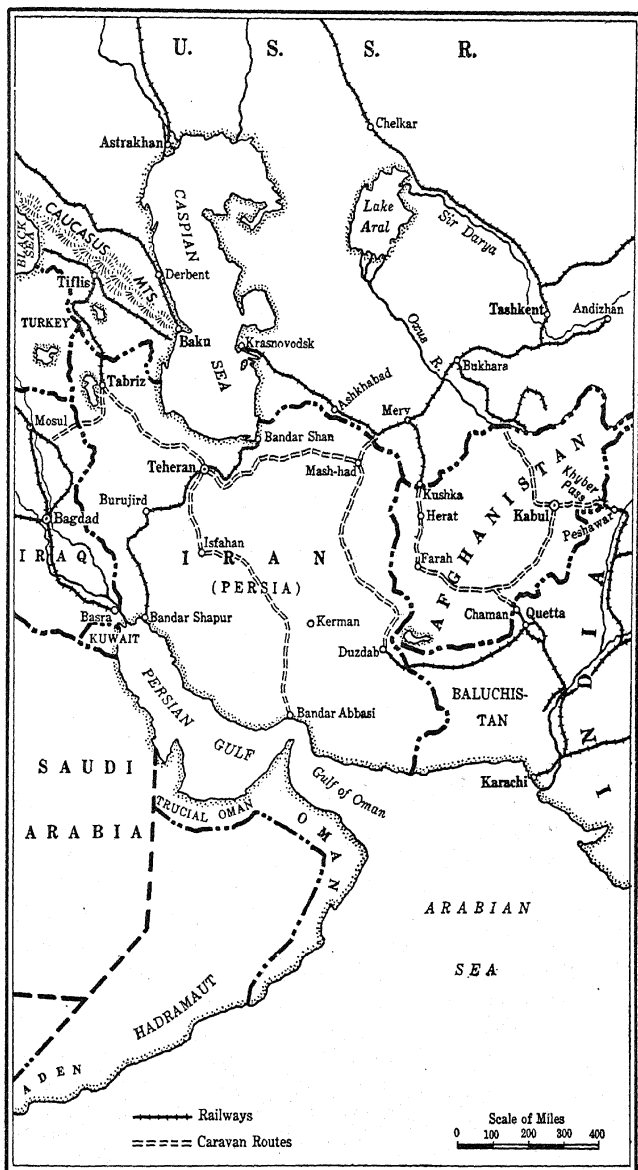 U. S. S. R.
Chelkar
Astrakhan
CASPIAN SEA
Lake Aral
Sir Darya
BLACK SEA
CAUCASUS MTS.
Derbent
Tiflis
Tashkent
Andizhan
TURKEY
Oxus R.
Baku
Krasnovodsk
Bukhara
Tabriz
Ashkhabad
Merv
Mosul
Bandar Shan
Mash-had
Teheran
AFGHANISTAN
Khyber Pass
Kushka
Burujird
Herat
Kabul
Peshawar
Bagdad
IRAQ
Isfahan
IRAN
(PERSIA)
Farah
Basra
Bandar Shapur
Kerman
Chaman
Quetta
KUWAIT
Duzdab
INDIA
PERSIAN GULF
Bandar Abbasi
BALUCHIS-
TAN
SAUDI
ARABIA
Gulf of Oman
Karachi
TRUCIAL OMAN
OMAN
ARABIAN
SEA
HADRAMAUT
ADEN
Railways
Caravan Routes
Scale of Miles
0 100 200 300 400